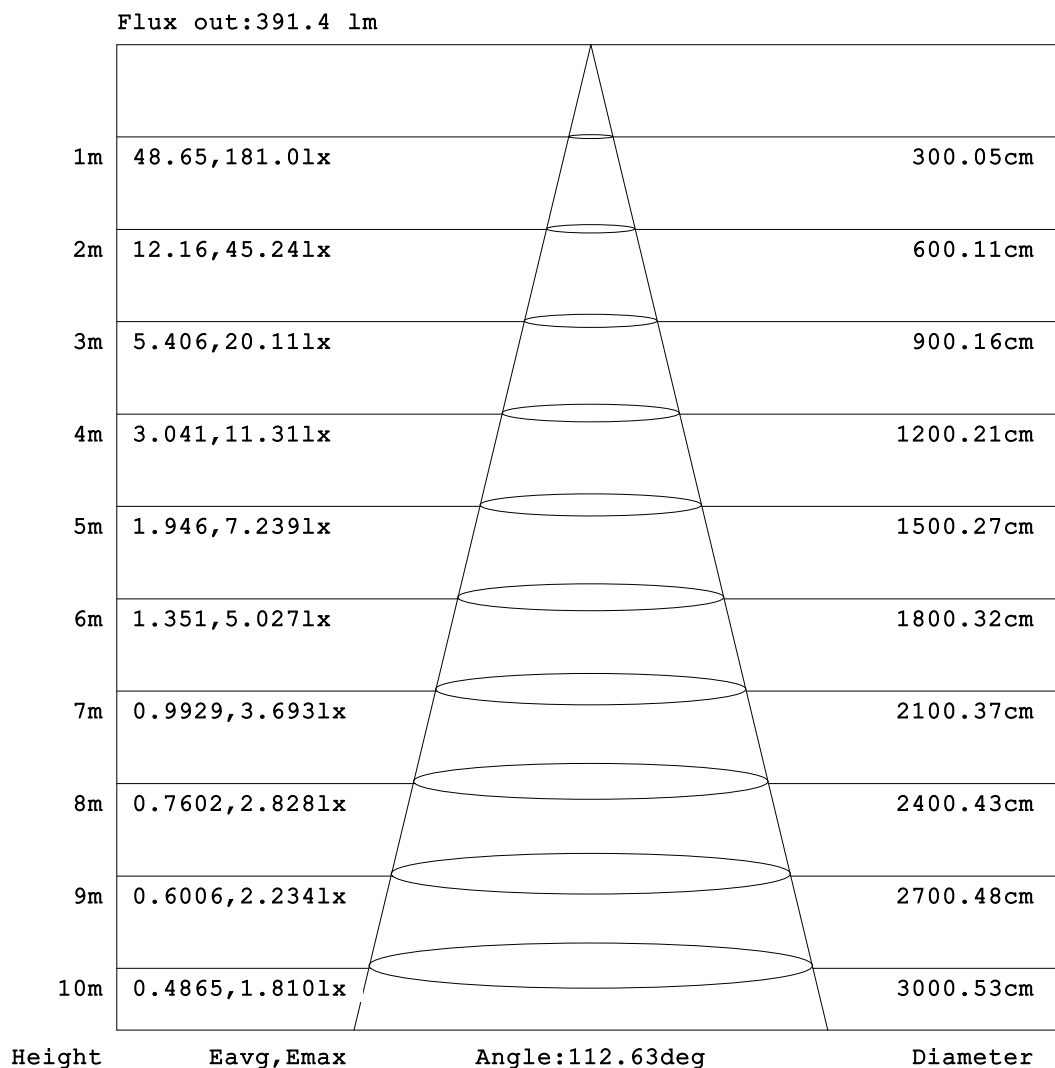 Flux out:391.4 lm
1m 48.65,181.0lx 300.05cm
2m 12.16,45.24lx 600.11cm
3m 5.406,20.11lx 900.16cm
4m 3.041,11.31lx 1200.21cm
5m 1.946,7.239lx 1500.27cm
6m 1.351,5.027lx 1800.32cm
7m 0.9929,3.693lx 2100.37cm
8m 0.7602,2.828lx 2400.43cm
9m 0.6006,2.234lx 2700.48cm
10m 0.4865,1.810lx 3000.53cm
Height Eavg,Emax Angle:112.63deg Diameter